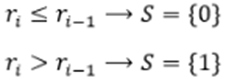 rᵢ ≤ rᵢ₋₁ → S = {0}
rᵢ > rᵢ₋₁ → S = {1}